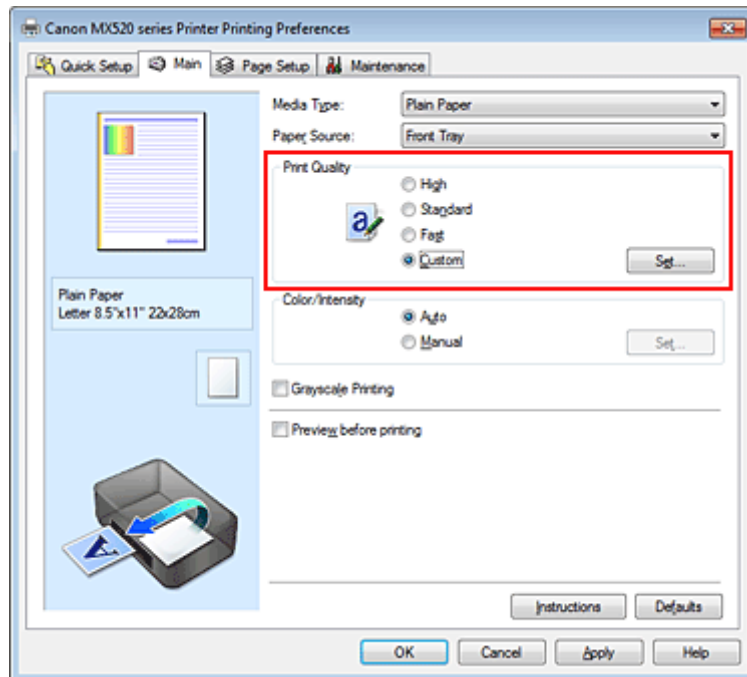 Canon MX520 series Printer Printing Preferences
Quick Setup Main Page Setup Maintenance
Media Type: Plain Paper
Paper Source: Front Tray
Print Quality
High
Standard
Fast
Custom Set...
Plain Paper
Letter 8.5"x11" 22x28cm
Color/Intensity
Auto
Manual Set...
Grayscale Printing
Preview before printing
Instructions Defaults
OK Cancel Apply Help